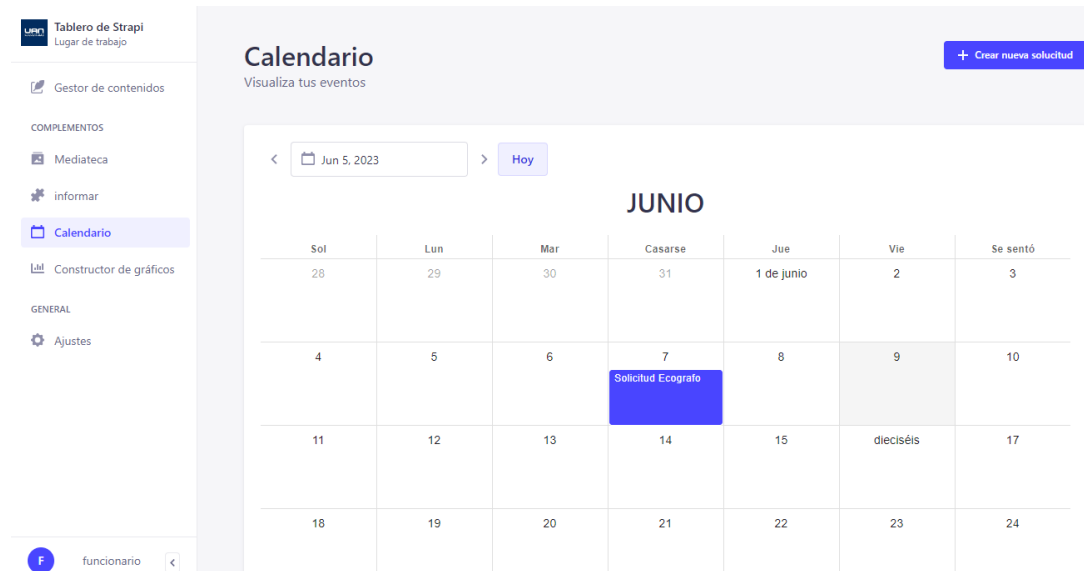 UAN
Tablero de Strapi
Lugar de trabajo
Gestor de contenidos
COMPLEMENTOS
Mediateca
informar
Calendario
Constructor de gráficos
GENERAL
Ajustes
F funcionario
Calendario
Visualiza tus eventos
Crear nueva solucitud
Jun 5, 2023
Hoy
JUNIO
Sol Lun Mar Casarse Jue Vie Se sentó
28 29 30 31 1 de junio 2 3
4 5 6 7 8 9 10
Solicitud Ecografo
11 12 13 14 15 dieciséis 17
18 19 20 21 22 23 24